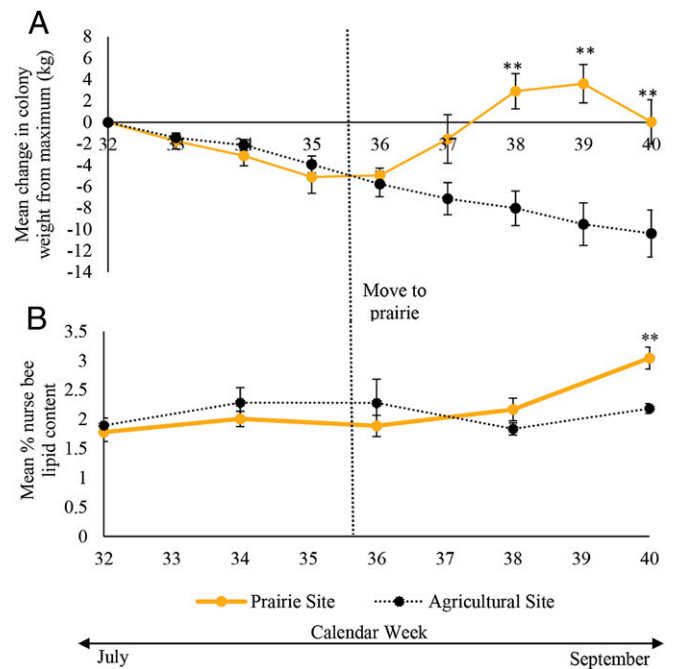 A
Mean change in colony
weight from maximum (kg)
8
6
4
2
0
-2
-4
-6
-8
-10
-12
-14
32 33 34 35 36 37 38 39 40
** ** **
Move to
prairie
B
Mean % nurse bee
lipid content
3.5
3
2.5
2
1.5
1
0.5
0
**
32 33 34 35 36 37 38 39 40
Prairie Site Agricultural Site
Calendar Week
July September